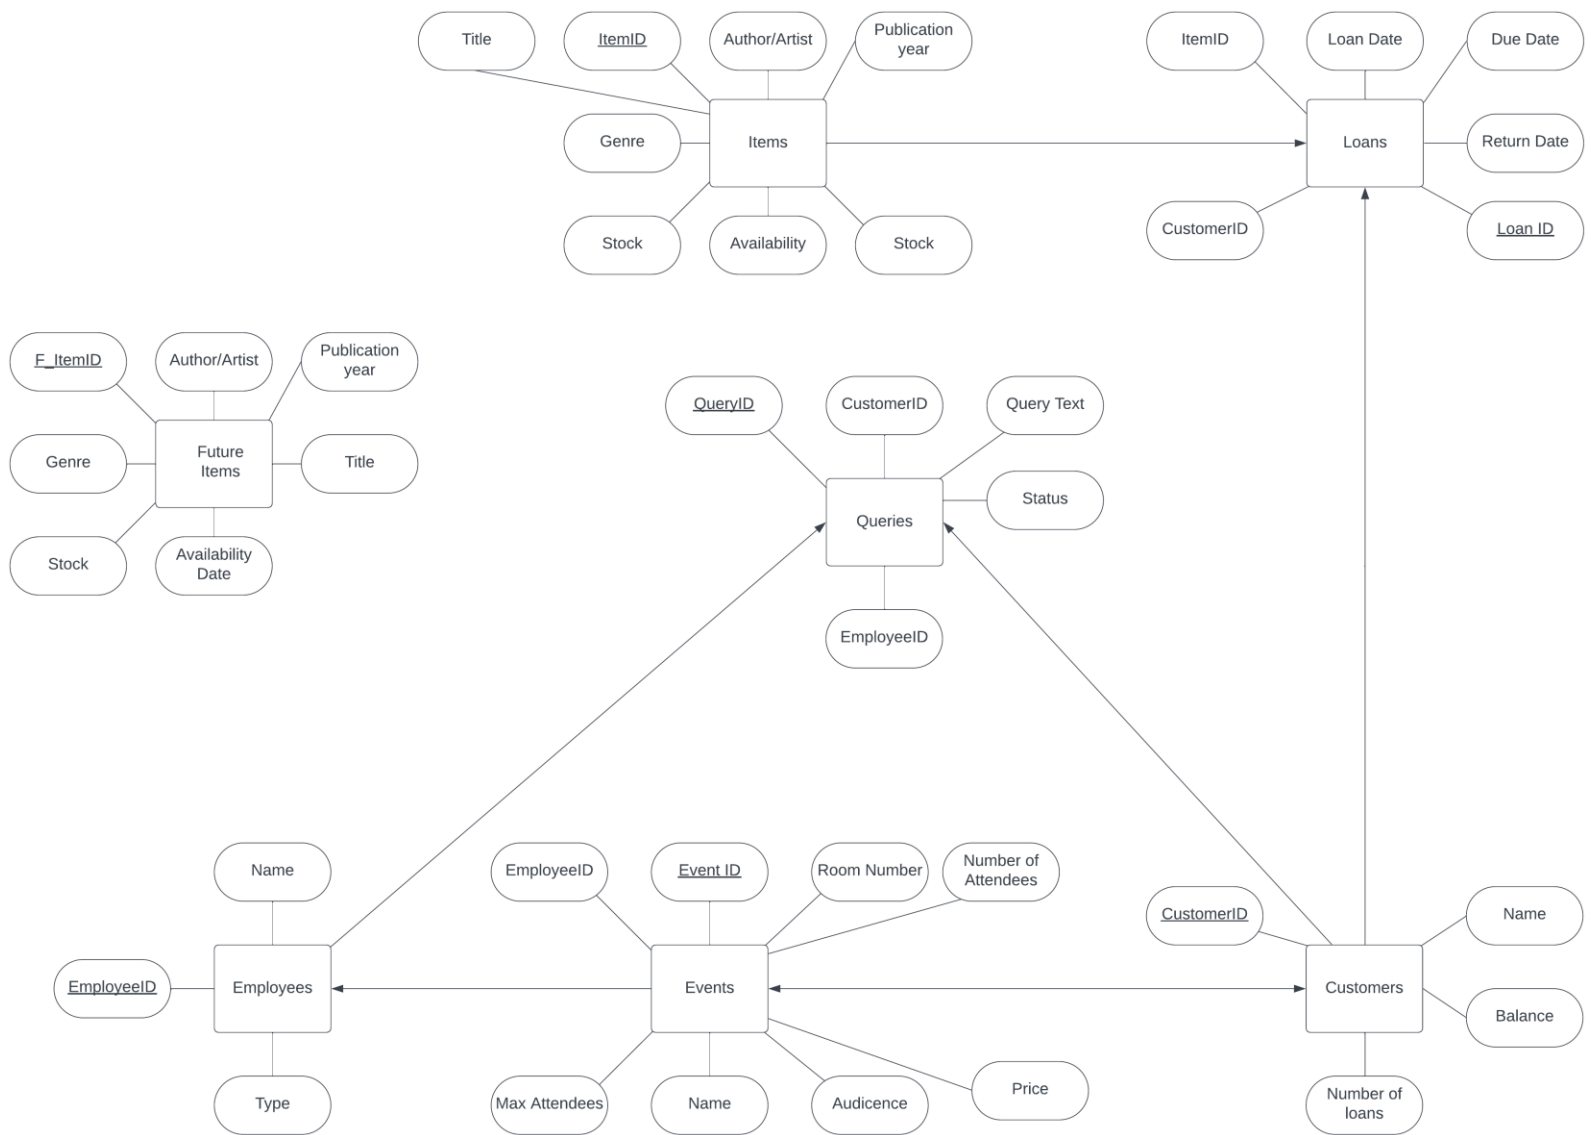 Title
ItemID
Author/Artist
Publication
year
ItemID
Loan Date
Due Date
Genre
Items
Loans
Return Date
Stock
Availability
Stock
CustomerID
Loan ID
F_ItemID
Author/Artist
Publication
year
Genre
Future
Items
Title
Stock
Availability
Date
QueryID
CustomerID
Query Text
Status
Queries
EmployeeID
Name
EmployeeID
Event ID
Room Number
Number of
Attendees
CustomerID
Name
EmployeeID
Employees
Events
Customers
Balance
Type
Max Attendees
Name
Audicence
Price
Number of
loans